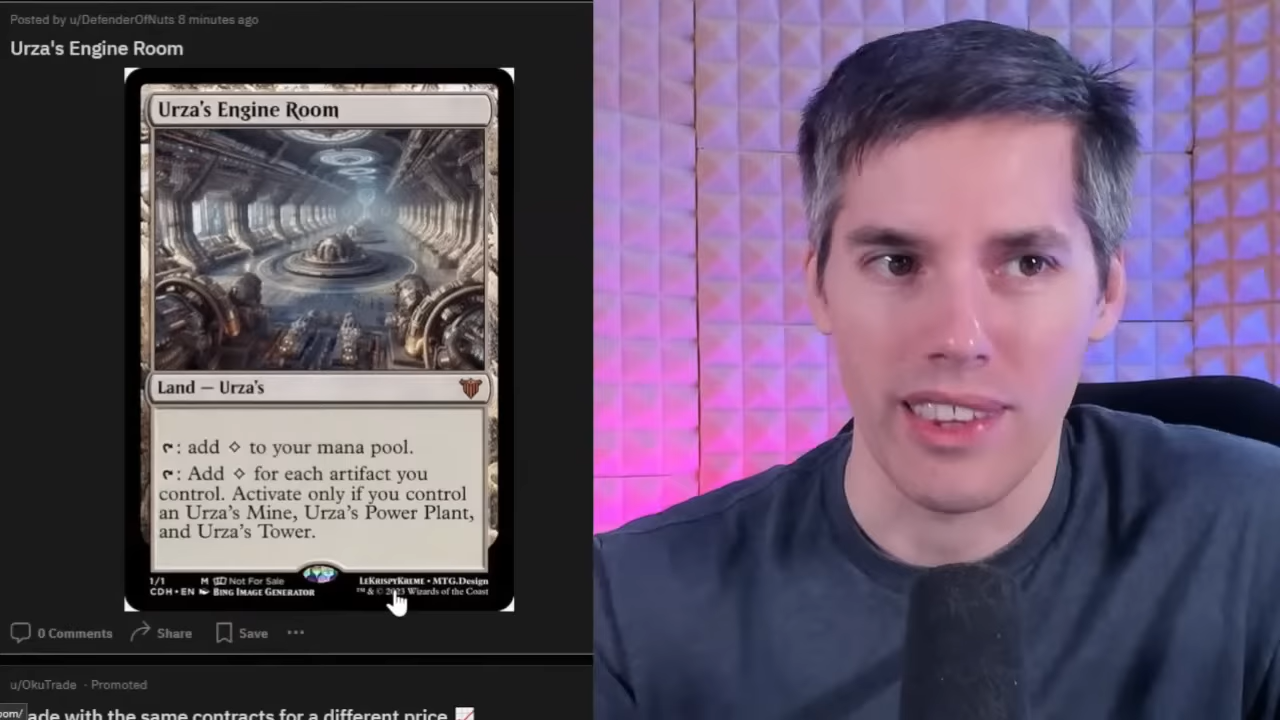 Posted by u/DefenderOfNuts 8 minutes ago
Urza's Engine Room
Urza's Engine Room
Land — Urza's
: add to your mana pool.
: Add for each artifact you
control. Activate only if you control
an Urza's Mine, Urza's Power Plant,
and Urza's Tower.
1/1 M Not For Sale LeKrispyKreme • MTG.Design
CDH • EN Bing Image Generator ™ & © 2023 Wizards of the Coast
0 Comments Share Save ...
u/OkuTrade · Promoted
ade with the same contracts for a different price
om/